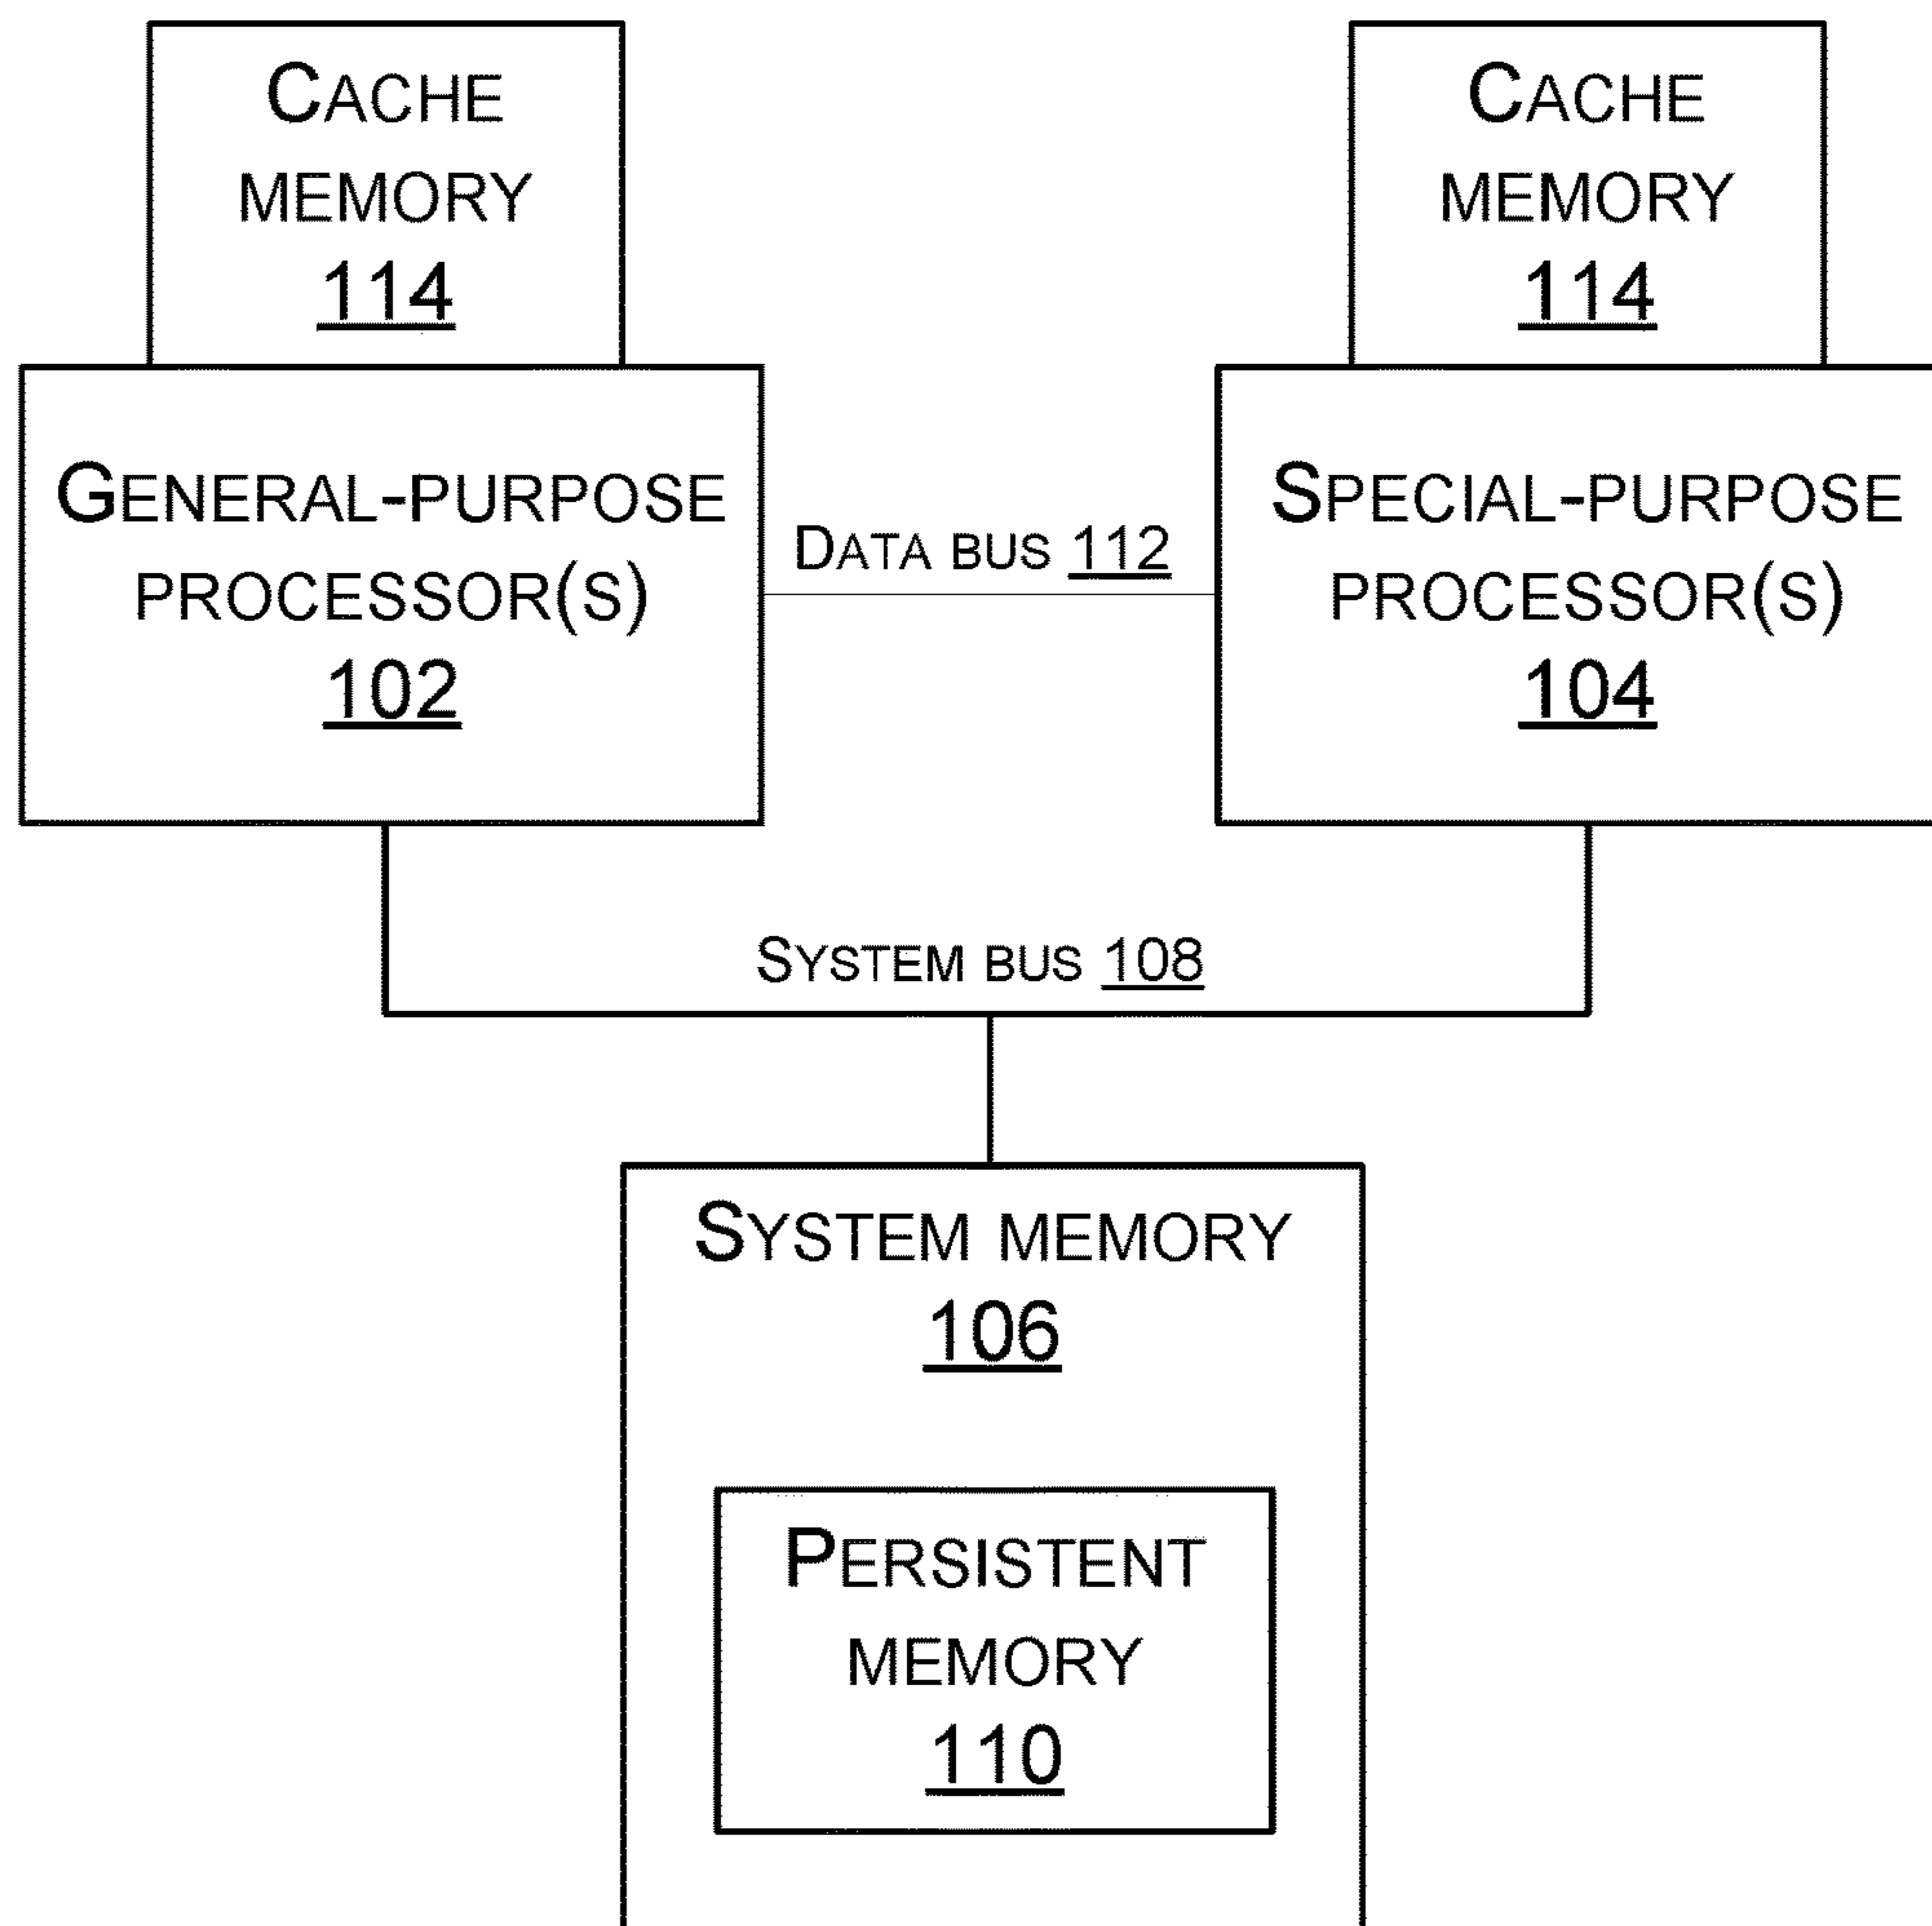 CACHE
MEMORY
114
CACHE
MEMORY
114
GENERAL-PURPOSE
PROCESSOR(S)
102
DATA BUS 112
SPECIAL-PURPOSE
PROCESSOR(S)
104
SYSTEM BUS 108
SYSTEM MEMORY
106
PERSISTENT
MEMORY
110